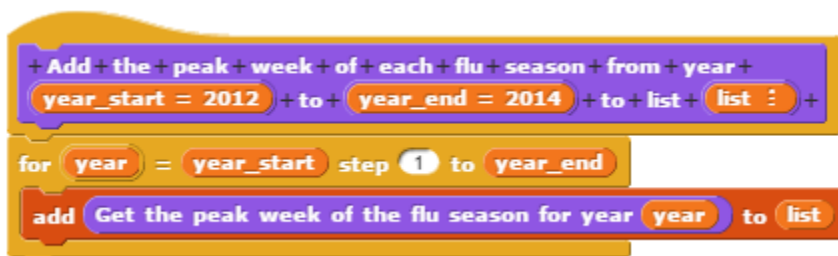 + Add + the + peak + week + of + each + flu + season + from + year +
year_start = 2012 + to + year_end = 2014 + to + list + list ⋮ +
for year = year_start step 1 to year_end
add Get the peak week of the flu season for year year to list